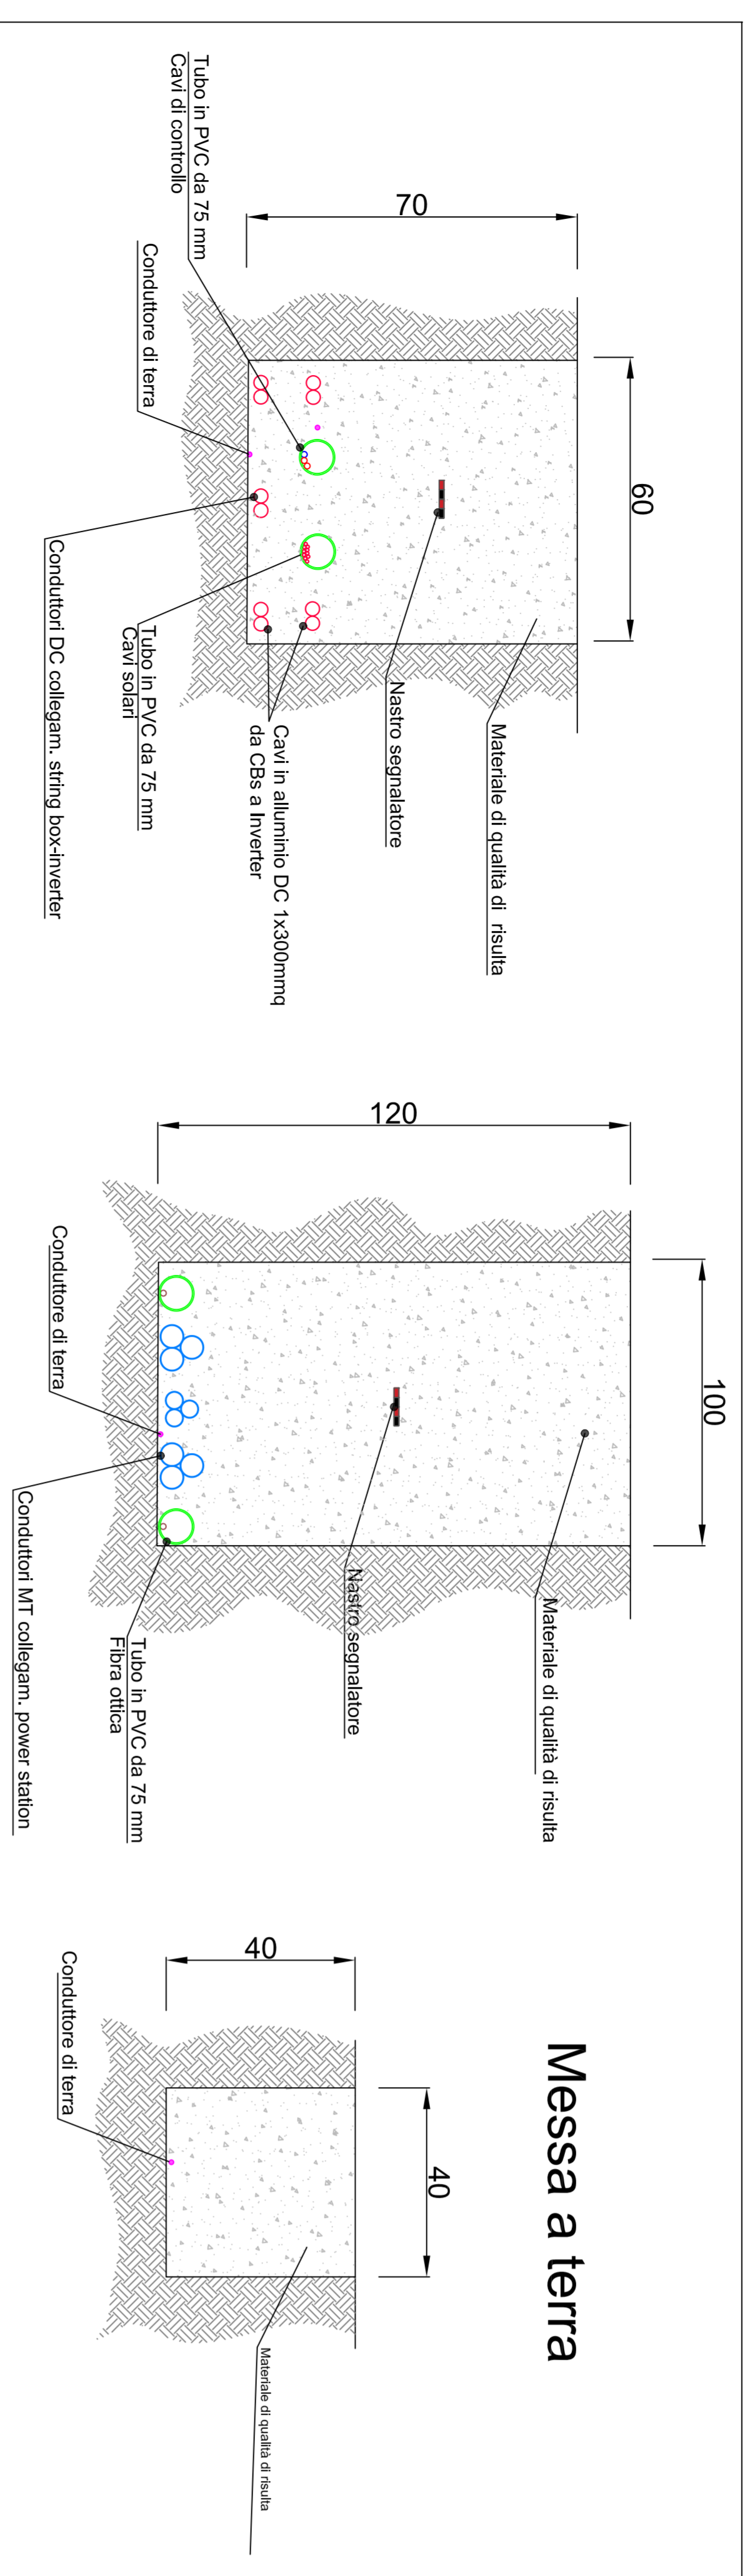 60
70
Materiale di qualità di risulta
Nastro segnalatore
Cavi in alluminio DC 1x300mmq
da CBs a Inverter
Tubo in PVC da 75 mm
Cavi di controllo
Conduttore di terra
Tubo in PVC da 75 mm
Cavi solari
Conduttori DC collegam. string box-inverter
100
120
Materiale di qualità di risulta
Nastro segnalatore
Conduttore di terra
Tubo in PVC da 75 mm
Fibra ottica
Conduttori MT collegam. power station
Messa a terra
40
40
Materiale di qualità di risulta
Conduttore di terra